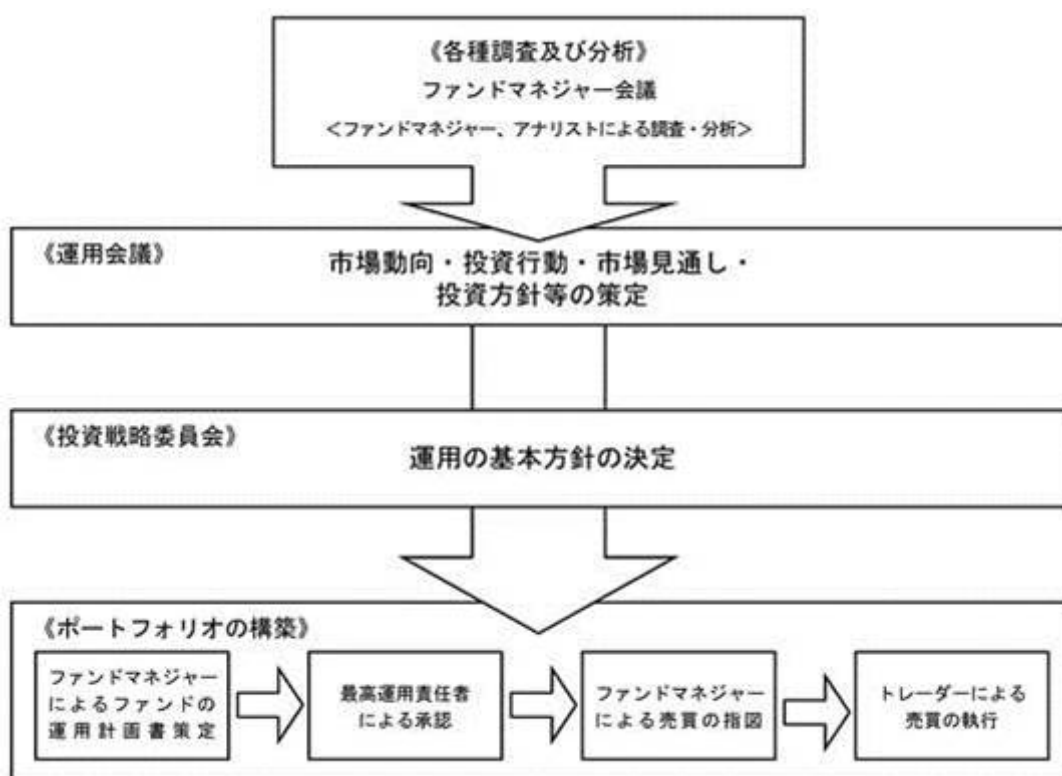 《各種調査及び分析》
ファンドマネジャー会議
＜ファンドマネジャー、アナリストによる調査・分析＞
《運用会議》
市場動向・投資行動・市場見通し・
投資方針等の策定
《投資戦略委員会》
運用の基本方針の決定
《ポートフォリオの構築》
ファンドマネジャー
によるファンドの
運用計画書策定
最高運用責任者
による承認
ファンドマネジャー
による売買の指図
トレーダーによる
売買の執行